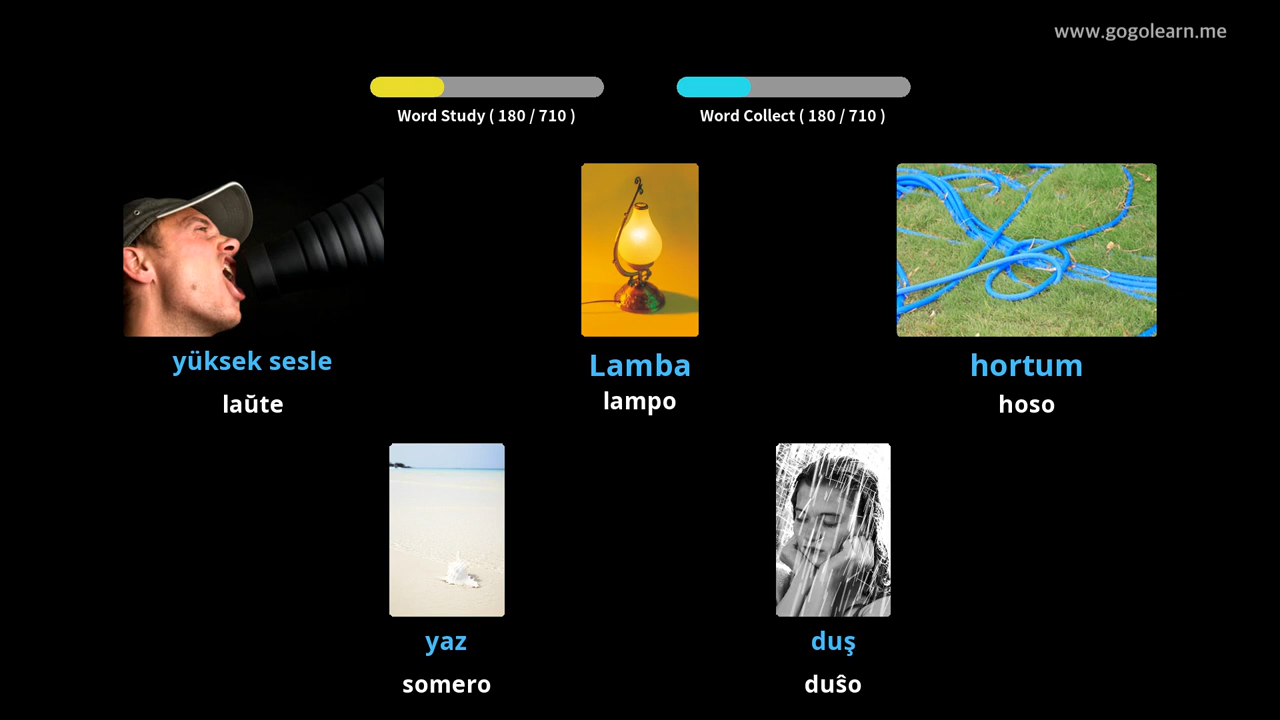 www.gogolearn.me
Word Study ( 180 / 710 )
Word Collect ( 180 / 710 )
yüksek sesle
laŭte
Lamba
lampo
hortum
hoso
yaz
somero
duş
duŝo